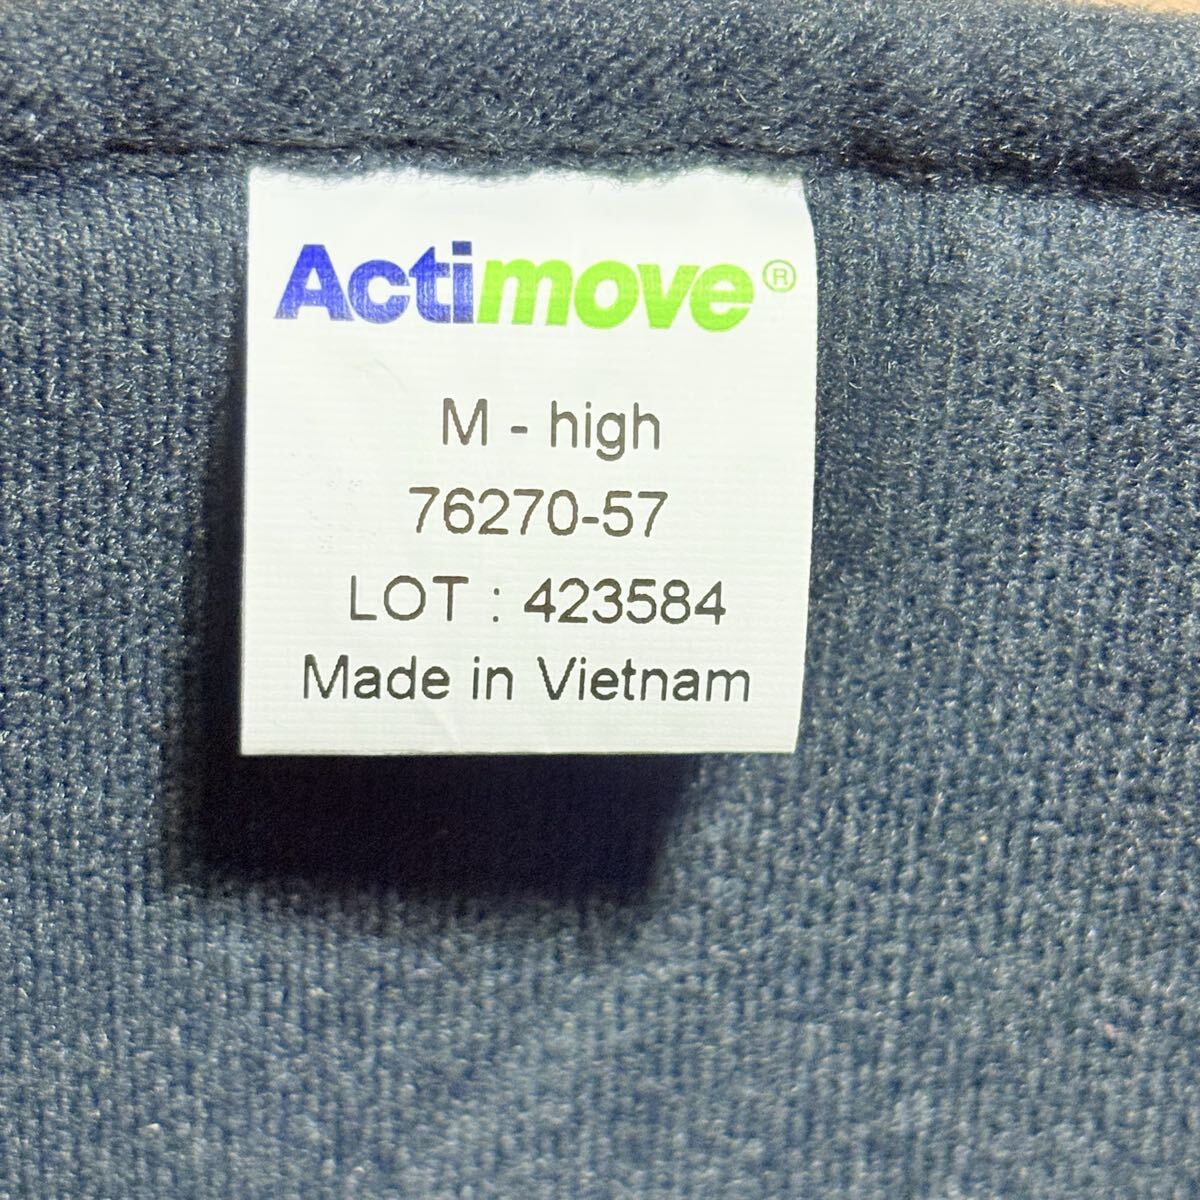 Actimove®
M - high
76270-57
LOT : 423584
Made in Vietnam